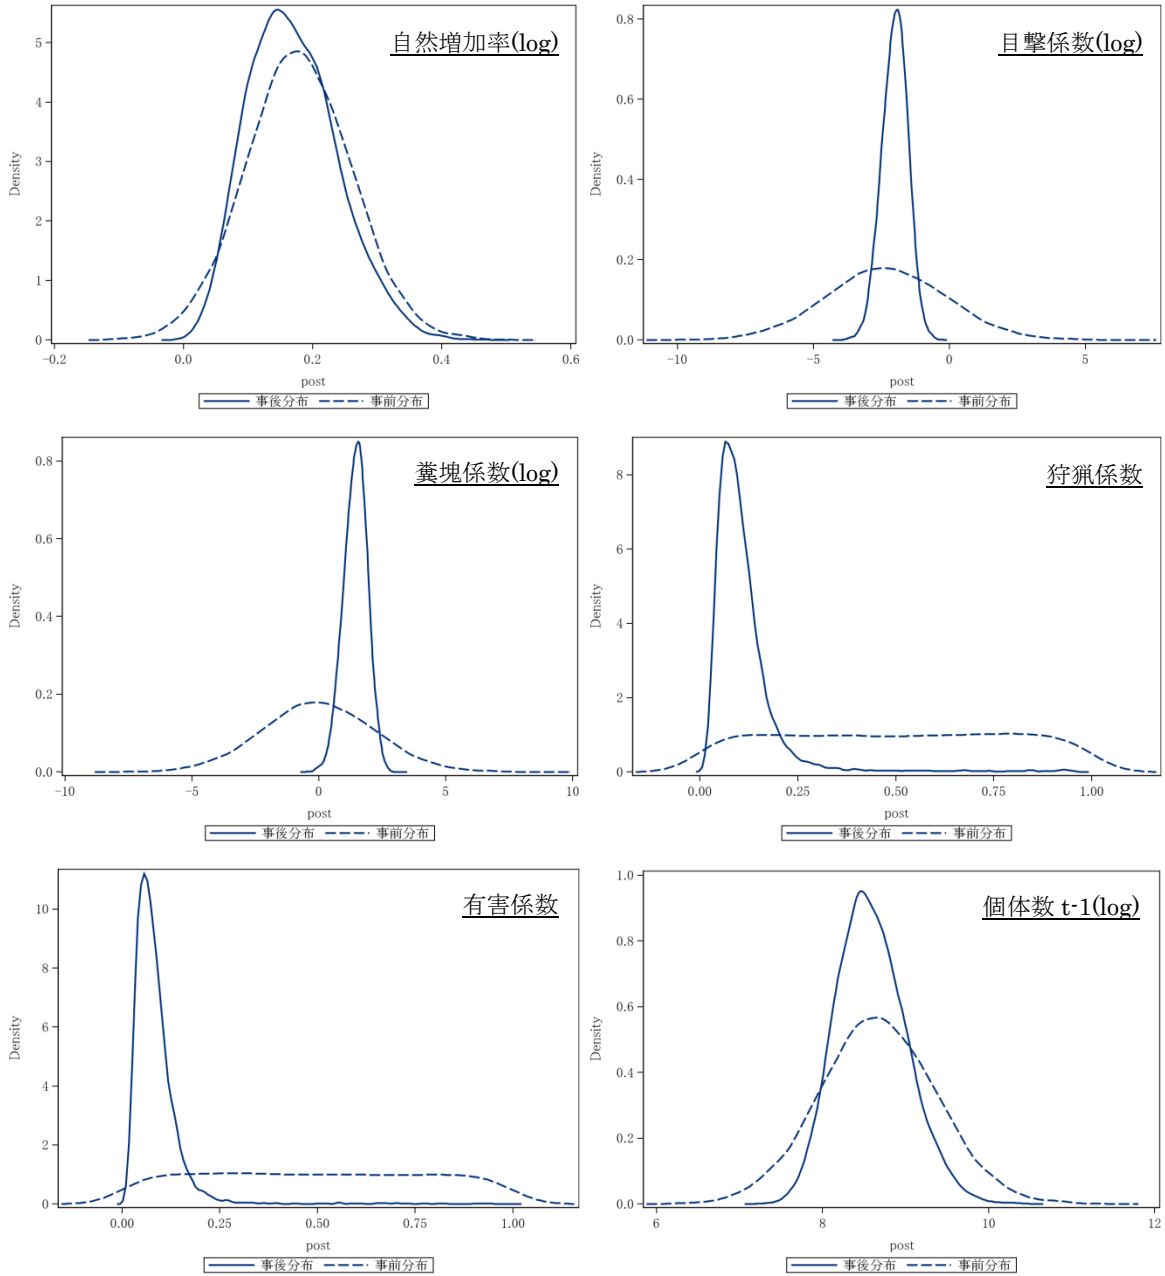 自然増加率(log)
Density
5
4
3
2
1
0
−0.2 0.0 0.2 0.4 0.6
post
事後分布 事前分布
目撃係数(log)
Density
0.8
0.6
0.4
0.2
0.0
−10 −5 0 5
post
事後分布 事前分布
糞塊係数(log)
Density
0.8
0.6
0.4
0.2
0.0
−10 −5 0 5 10
post
事後分布 事前分布
狩猟係数
Density
8
6
4
2
0
0.00 0.25 0.50 0.75 1.00
post
事後分布 事前分布
有害係数
Density
10
8
6
4
2
0
0.00 0.25 0.50 0.75 1.00
post
事後分布 事前分布
個体数 t-1(log)
Density
1.0
0.8
0.6
0.4
0.2
0.0
6 8 10 12
post
事後分布 事前分布